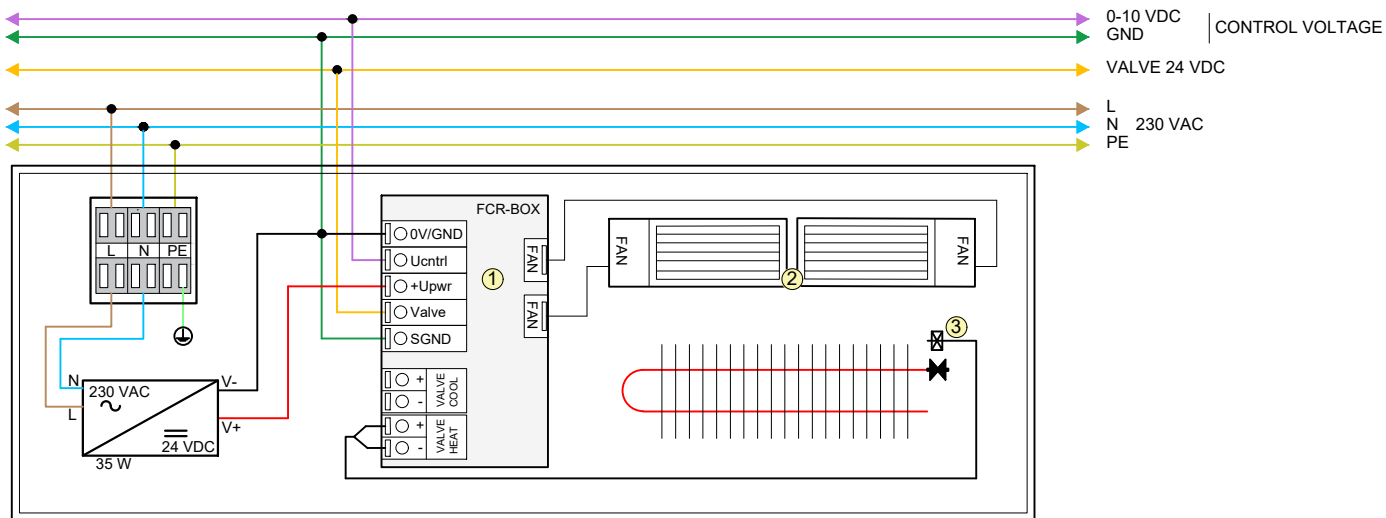 0-10 VDC
GND
CONTROL VOLTAGE
VALVE 24 VDC
L
N 230 VAC
PE
L N PE
FCR-BOX
0V/GND
Ucntrl
+Upwr
Valve
SGND
FAN
FAN
1
FAN
FAN
2
3
+
-
VALVE
COOL
+
-
VALVE
HEAT
N
L
230 VAC
24 VDC
V-
V+
35 W